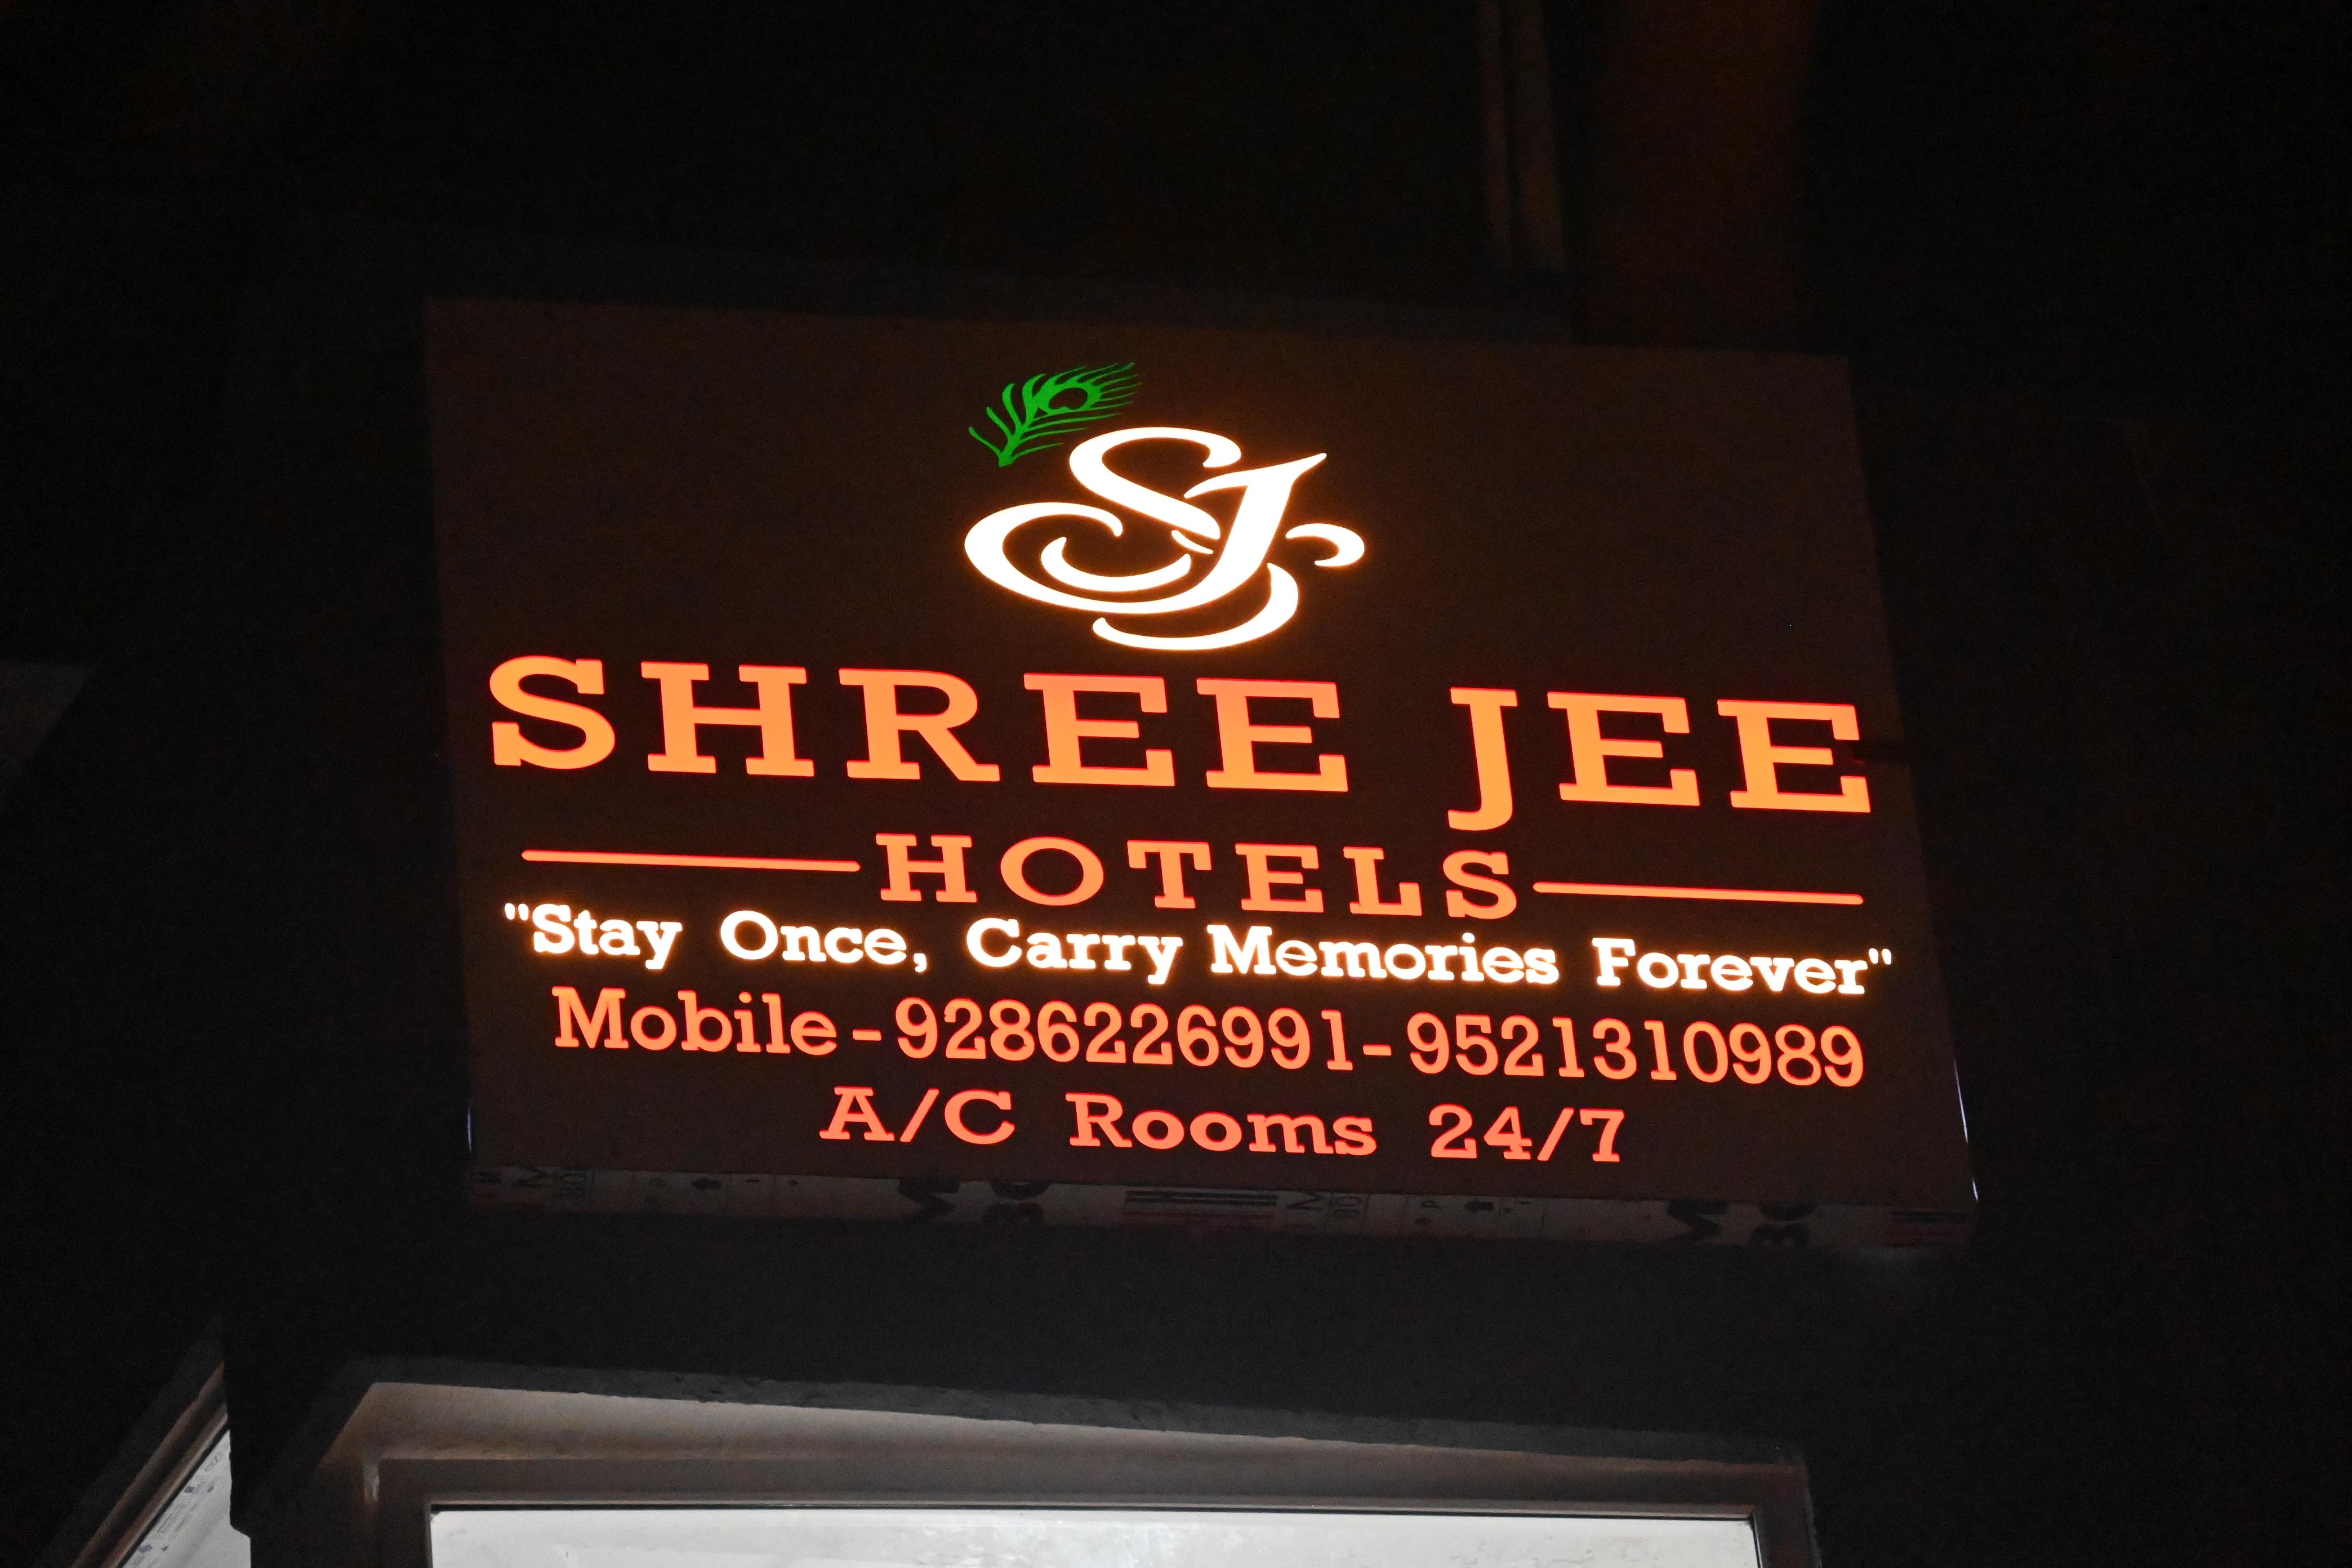 SJ
SHREE JEE
HOTELS
"Stay Once, Carry Memories Forever"
Mobile-9286226991-9521310989
A/C Rooms 24/7